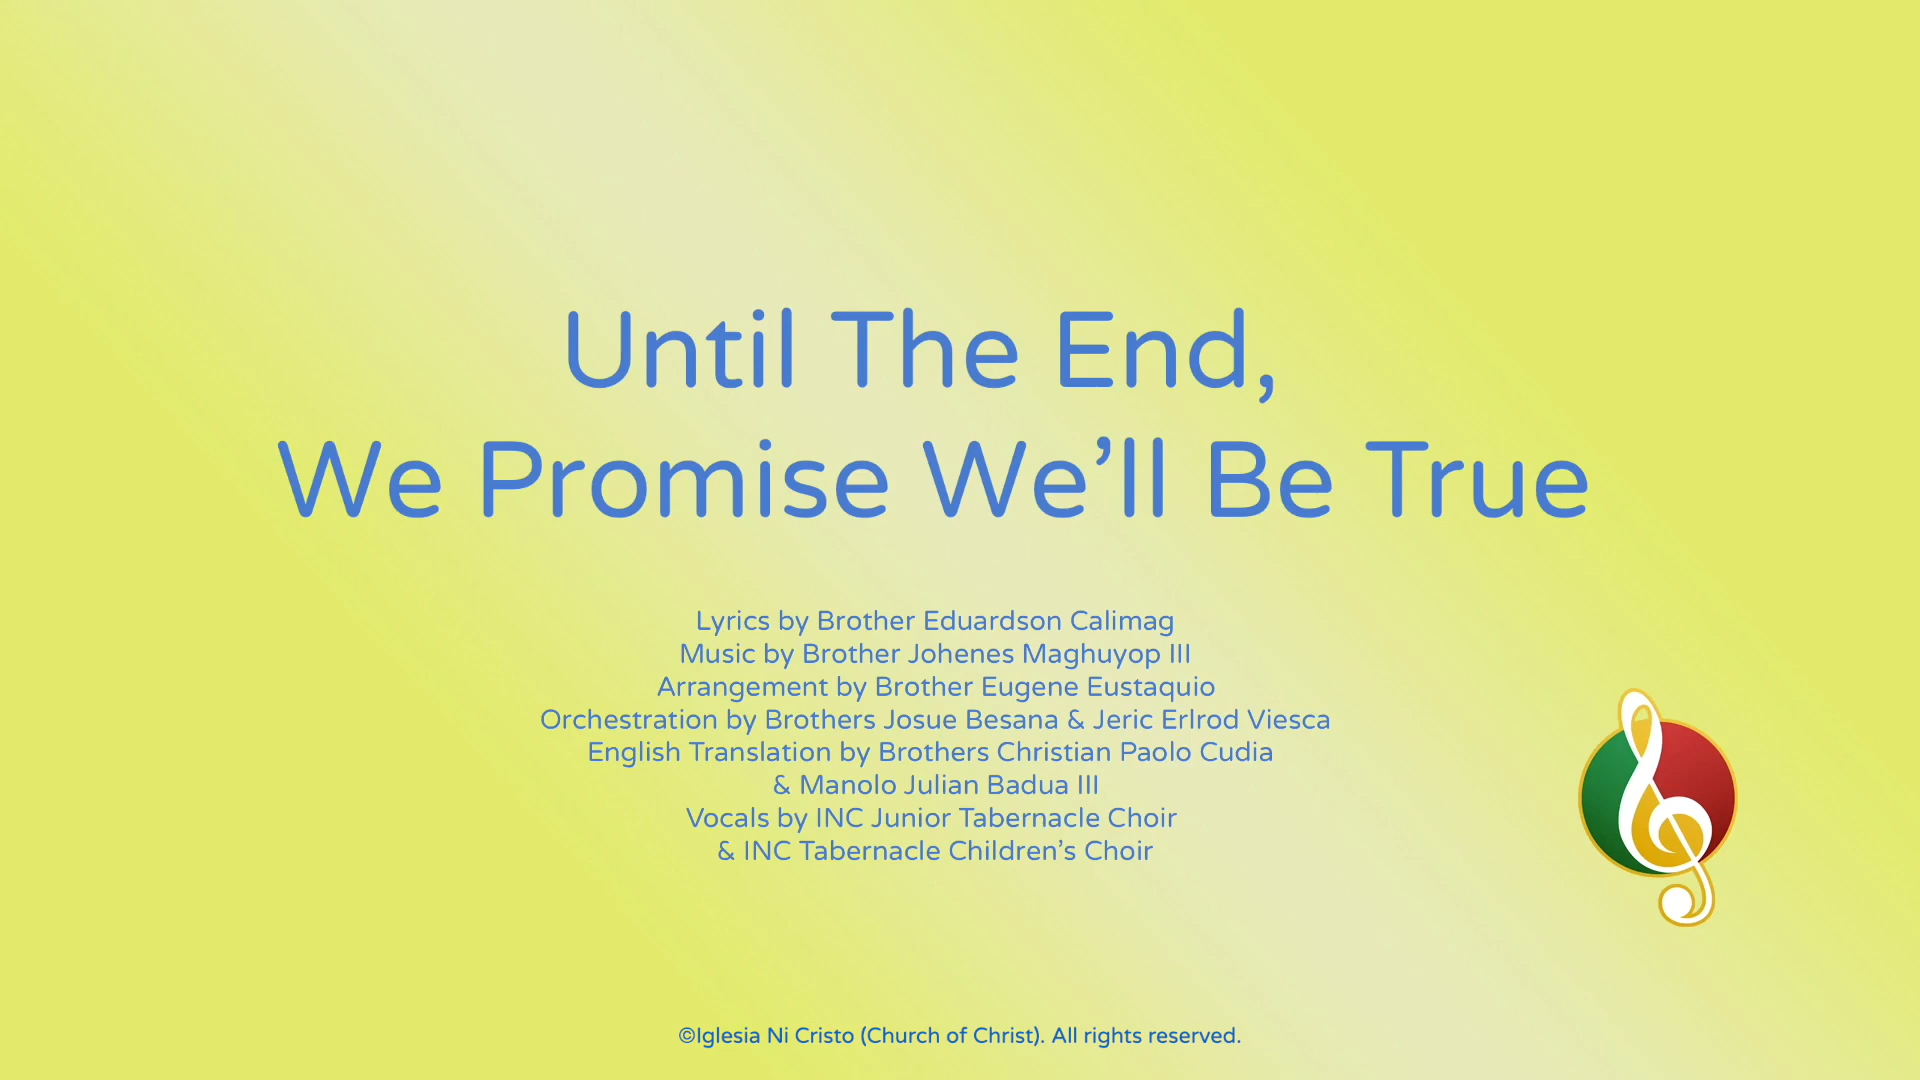 Until The End,
We Promise We’ll Be True
Lyrics by Brother Eduardson Calimag
Music by Brother Johenes Maghuyop III
Arrangement by Brother Eugene Eustaquio
Orchestration by Brothers Josue Besana & Jeric Erlrod Viesca
English Translation by Brothers Christian Paolo Cudia
& Manolo Julian Badua III
Vocals by INC Junior Tabernacle Choir
& INC Tabernacle Children’s Choir
©Iglesia Ni Cristo (Church of Christ). All rights reserved.